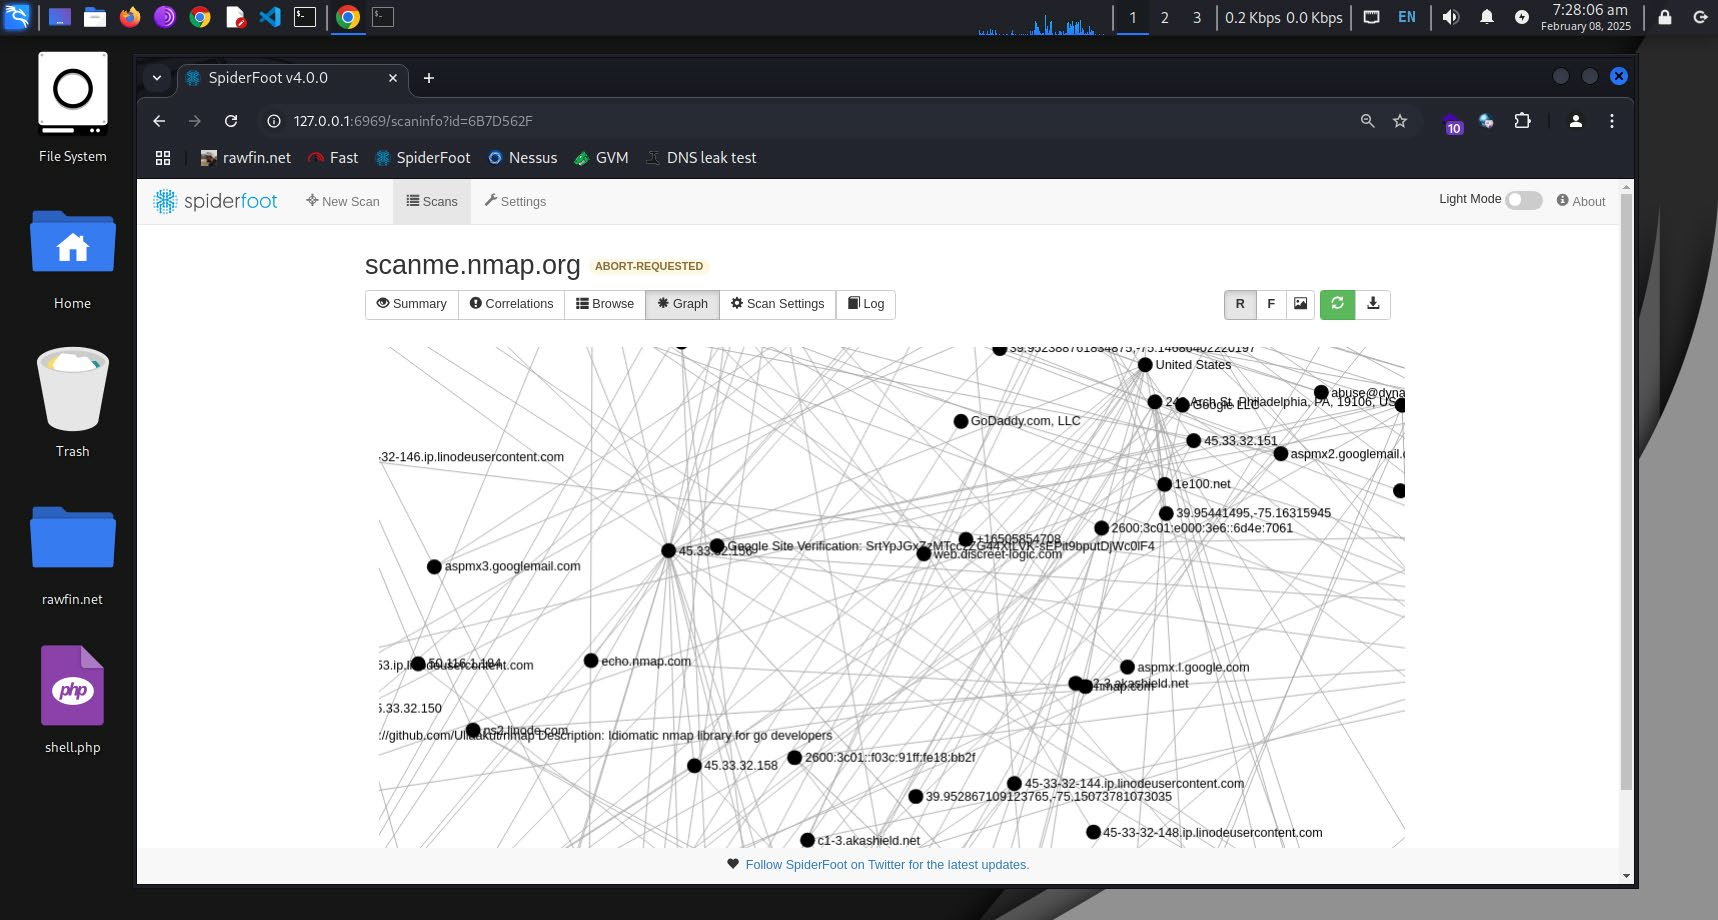 1 2 3 0.2 Kbps 0.0 Kbps EN 7:28:06 am
February 08, 2025
File System
Home
Trash
rawfin.net
php
shell.php
SpiderFoot v4.0.0
127.0.0.1:6969/scaninfo?id=6B7D562F
10
rawfin.net Fast SpiderFoot Nessus GVM DNS leak test
spiderfoot New Scan Scans Settings Light Mode About
scanme.nmap.org ABORT-REQUESTED
Summary Correlations Browse Graph Scan Settings Log R F
39.952388761834875,-75.14686402220197
United States
abuse@dyna
Arch St, Philadelphia, PA, 19106, US
Google LLC
GoDaddy.com, LLC
45.33.32.151
32-146.ip.linodeusercontent.com
aspmx2.googlemail.
1e100.net
39.95441495,-75.16315945
2600:3c01:e000:3e6::6d4e:7061
+16505854708
45.33.32.156
Google Site Verification:
web.discreet-logic.com
aspmx3.googlemail.com
50.116.1.184
echo.nmap.com
aspmx.l.google.com
2-3.akashield.net
nmap.com
5.33.32.150
ns2.linode.com
://github.com/Ullaakut/nmap Description: Idiomatic nmap library for go developers
2600:3c01::f03c:91ff:fe18:bb2f
45.33.32.158
45-33-32-144.ip.linodeusercontent.com
39.952867109123765,-75.15073781073035
45-33-32-148.ip.linodeusercontent.com
c1-3.akashield.net
Follow SpiderFoot on Twitter for the latest updates.